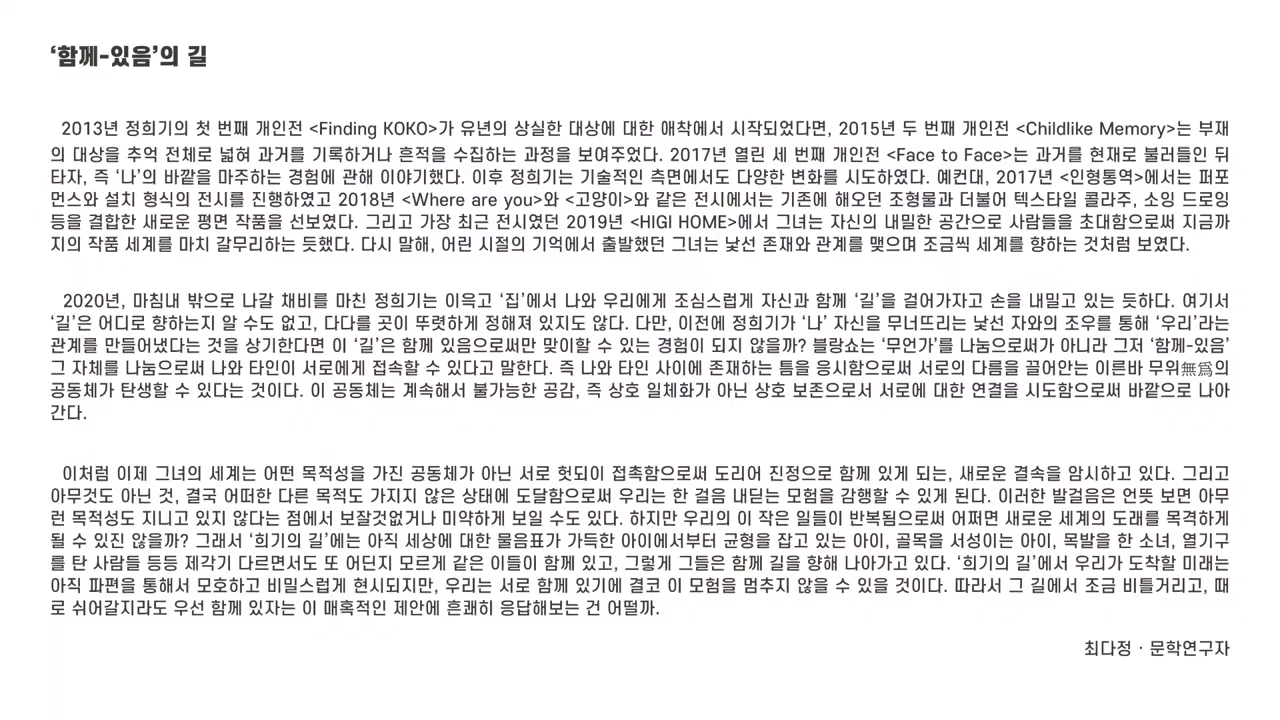 ‘함께-있음’의 길
2013년 정희기의 첫 번째 개인전 <Finding KOKO>가 유년의 상실한 대상에 대한 애착에서 시작되었다면, 2015년 두 번째 개인전 <Childlike Memory>는 부재
의 대상을 추억 전체로 넓혀 과거를 기록하거나 흔적을 수집하는 과정을 보여주었다. 2017년 열린 세 번째 개인전 <Face to Face>는 과거를 현재로 불러들인 뒤
타자, 즉 ‘나’의 바깥을 마주하는 경험에 관해 이야기했다. 이후 정희기는 기술적인 측면에서도 다양한 변화를 시도하였다. 예컨대, 2017년 <인형통역>에서는 퍼포
먼스와 설치 형식의 전시를 진행하였고 2018년 <Where are you>와 <고양이>와 같은 전시에서는 기존에 해오던 조형물과 더불어 텍스타일 콜라주, 소잉 드로잉
등을 결합한 새로운 평면 작품을 선보였다. 그리고 가장 최근 전시였던 2019년 <HIGI HOME>에서 그녀는 자신의 내밀한 공간으로 사람들을 초대함으로써 지금까
지의 작품 세계를 마치 갈무리하는 듯했다. 다시 말해, 어린 시절의 기억에서 출발했던 그녀는 낯선 존재와 관계를 맺으며 조금씩 세계를 향하는 것처럼 보였다.
2020년, 마침내 밖으로 나갈 채비를 마친 정희기는 이윽고 ‘집’에서 나와 우리에게 조심스럽게 자신과 함께 ‘길’을 걸어가자고 손을 내밀고 있는 듯하다. 여기서
‘길’은 어디로 향하는지 알 수도 없고, 다다를 곳이 뚜렷하게 정해져 있지도 않다. 다만, 이전에 정희기가 ‘나’ 자신을 무너뜨리는 낯선 자와의 조우를 통해 ‘우리’라는
관계를 만들어냈다는 것을 상기한다면 이 ‘길’은 함께 있음으로써만 맞이할 수 있는 경험이 되지 않을까? 블랑쇼는 ‘무언가’를 나눔으로써가 아니라 그저 ‘함께-있음’
그 자체를 나눔으로써 나와 타인이 서로에게 접속할 수 있다고 말한다. 즉 나와 타인 사이에 존재하는 틈을 응시함으로써 서로의 다름을 끌어안는 이른바 무위無爲의
공동체가 탄생할 수 있다는 것이다. 이 공동체는 계속해서 불가능한 공감, 즉 상호 일체화가 아닌 상호 보존으로서 서로에 대한 연결을 시도함으로써 바깥으로 나아
간다.
이처럼 이제 그녀의 세계는 어떤 목적성을 가진 공동체가 아닌 서로 헛되이 접촉함으로써 도리어 진정으로 함께 있게 되는, 새로운 결속을 암시하고 있다. 그리고
아무것도 아닌 것, 결국 어떠한 다른 목적도 가지지 않은 상태에 도달함으로써 우리는 한 걸음 내딛는 모험을 감행할 수 있게 된다. 이러한 발걸음은 언뜻 보면 아무
런 목적성도 지니고 있지 않다는 점에서 보잘것없거나 미약하게 보일 수도 있다. 하지만 우리의 이 작은 일들이 반복됨으로써 어쩌면 새로운 세계의 도래를 목격하게
될 수 있진 않을까? 그래서 ‘희기의 길’에는 아직 세상에 대한 물음표가 가득한 아이에서부터 균형을 잡고 있는 아이, 골목을 서성이는 아이, 목발을 한 소녀, 열기구
를 탄 사람들 등등 제각기 다르면서도 또 어딘지 모르게 같은 이들이 함께 있고, 그렇게 그들은 함께 길을 향해 나아가고 있다. ‘희기의 길’에서 우리가 도착할 미래는
아직 파편을 통해서 모호하고 비밀스럽게 현시되지만, 우리는 서로 함께 있기에 결코 이 모험을 멈추지 않을 수 있을 것이다. 따라서 그 길에서 조금 비틀거리고, 때
로 쉬어갈지라도 우선 함께 있자는 이 매혹적인 제안에 흔쾌히 응답해보는 건 어떨까.
최다정 · 문학연구자